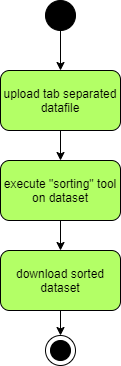 upload tab separated
datafile
execute "sorting" tool
on dataset
download sorted
dataset